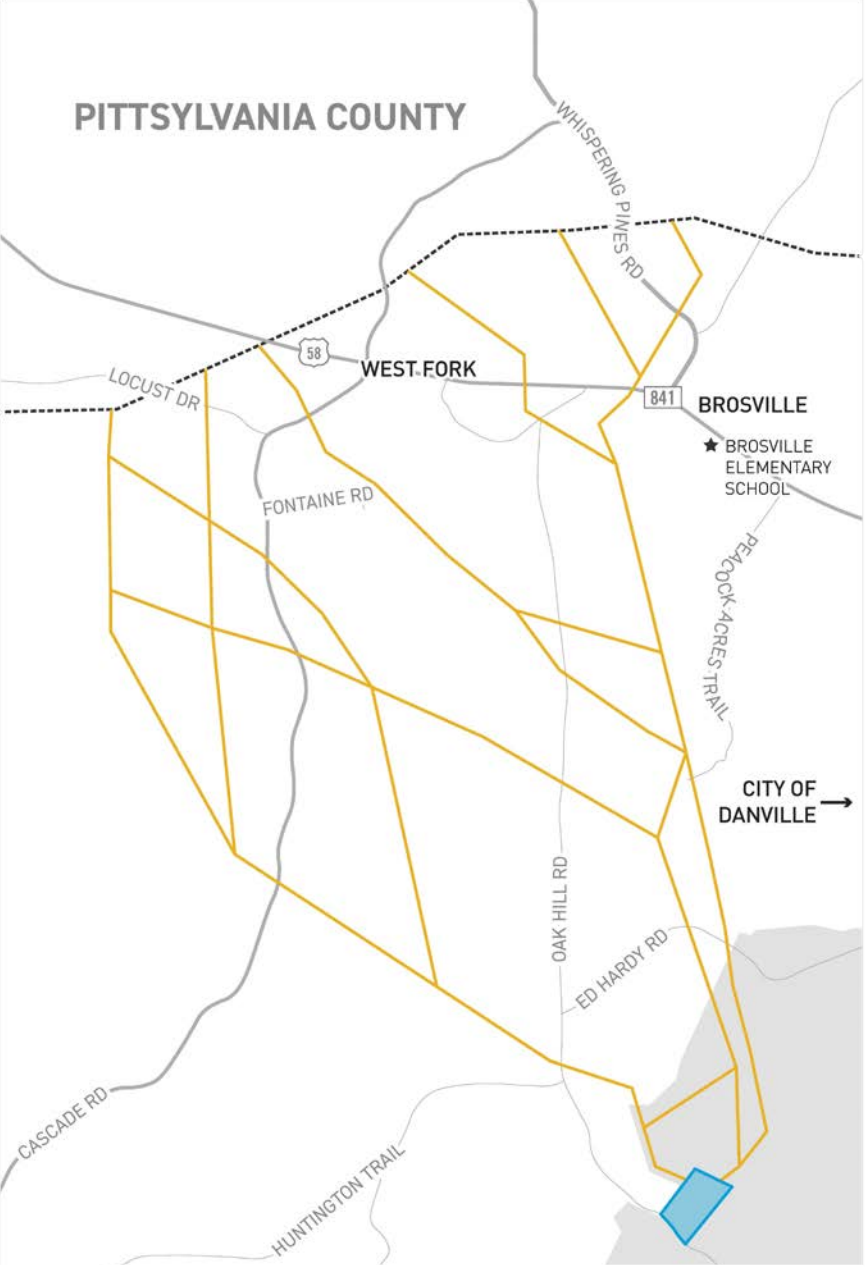 PITTSYLVANIA COUNTY
WHISPERING PINES RD
58
WEST FORK
LOCUST DR
841
BROSVILLE
BROSVILLE
ELEMENTARY
SCHOOL
FONTAINE RD
PEACOCK ACRES TRAIL
CITY OF
DANVILLE
OAK HILL RD
ED HARDY RD
CASCADE RD
HUNTINGTON TRAIL